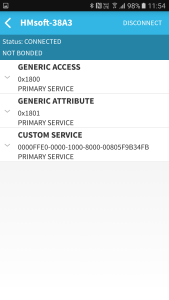 98% 11:54
HMsoft-38A3 DISCONNECT
Status: CONNECTED
NOT BONDED
GENERIC ACCESS
0x1800
PRIMARY SERVICE
GENERIC ATTRIBUTE
0x1801
PRIMARY SERVICE
CUSTOM SERVICE
0000FFE0-0000-1000-8000-00805F9B34FB
PRIMARY SERVICE